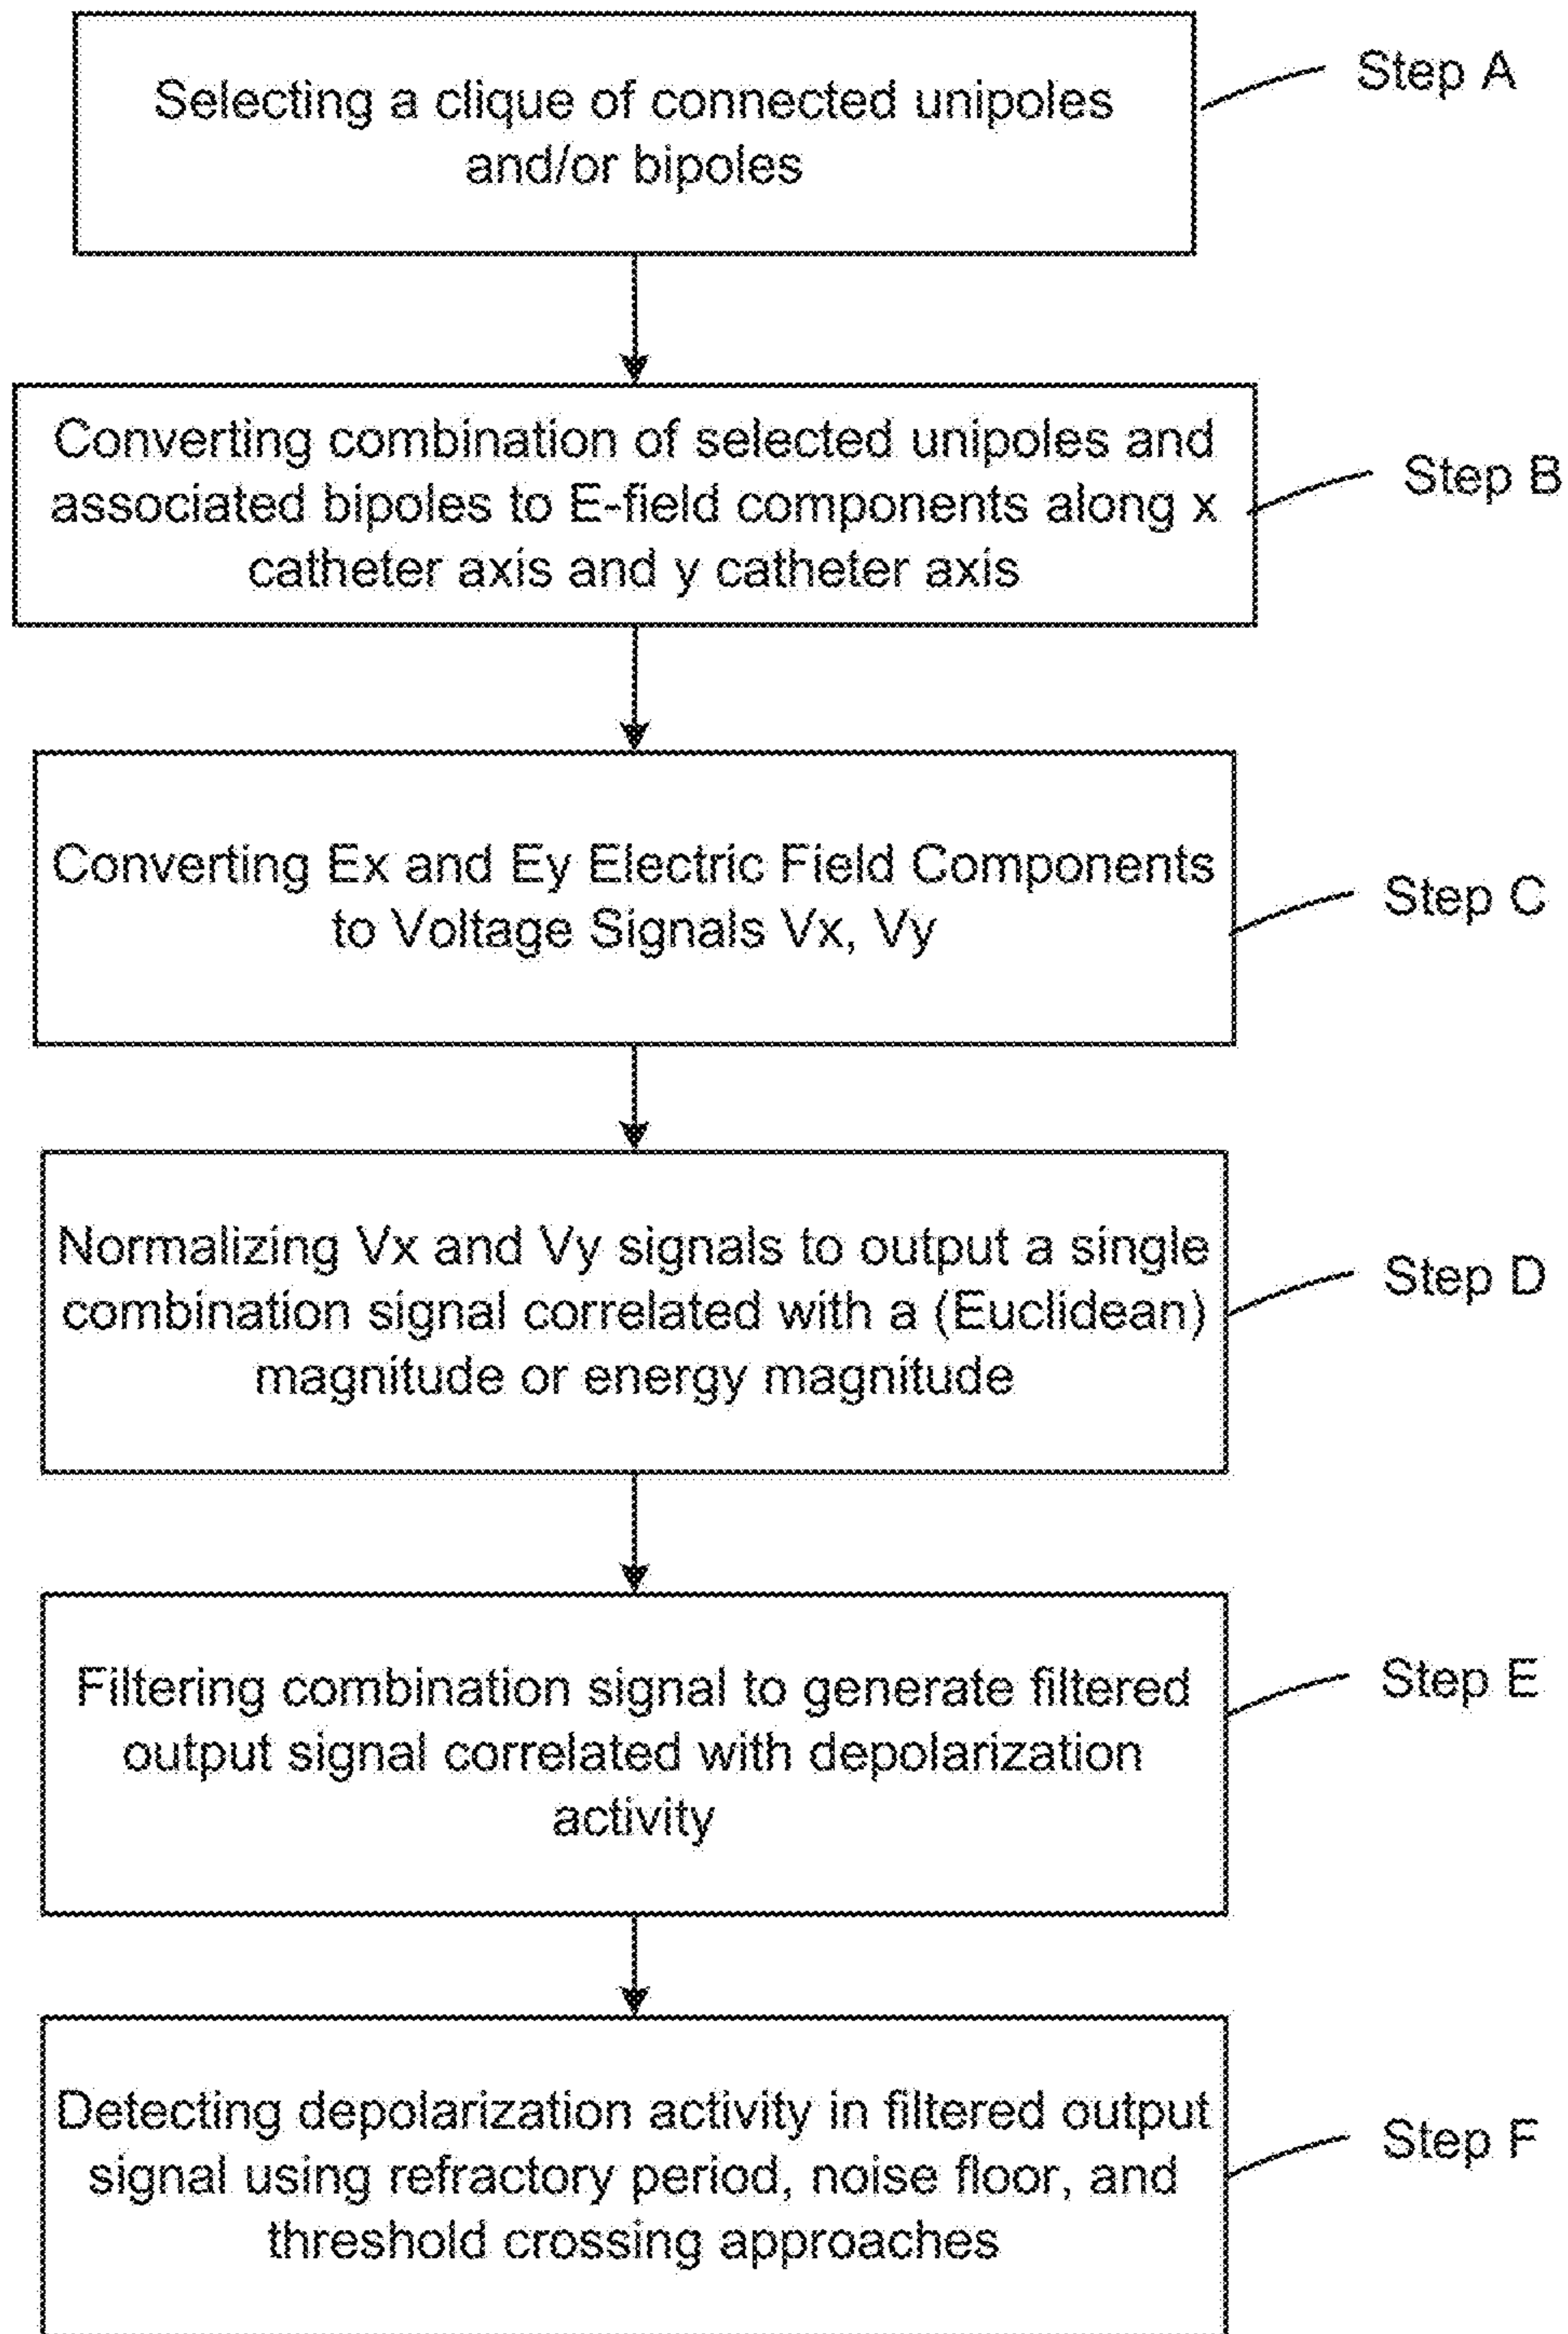 Selecting a clique of connected unipoles
and/or bipoles
Step A
Converting combination of selected unipoles and
associated bipoles to E-field components along x
catheter axis and y catheter axis
Step B
Converting Ex and Ey Electric Field Components
to Voltage Signals Vx, Vy
Step C
Normalizing Vx and Vy signals to output a single
combination signal correlated with a (Euclidean)
magnitude or energy magnitude
Step D
Filtering combination signal to generate filtered
output signal correlated with depolarization
activity
Step E
Detecting depolarization activity in filtered output
signal using refractory period, noise floor, and
threshold crossing approaches
Step F